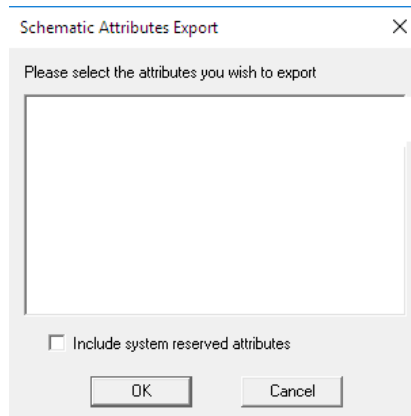 Schematic Attributes Export
Please select the attributes you wish to export
Include system reserved attributes
OK
Cancel